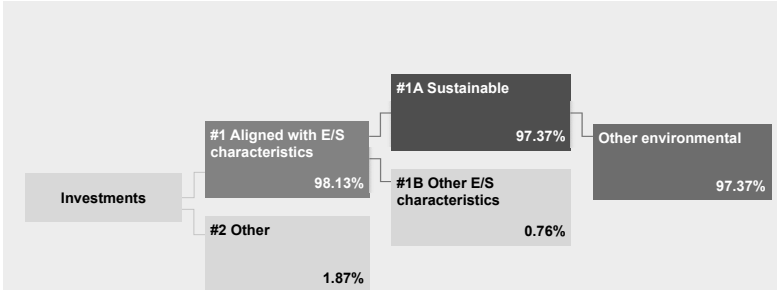 Investments
#1 Aligned with E/S
characteristics
98.13%
#2 Other
1.87%
#1A Sustainable
97.37%
#1B Other E/S
characteristics
0.76%
Other environmental
97.37%